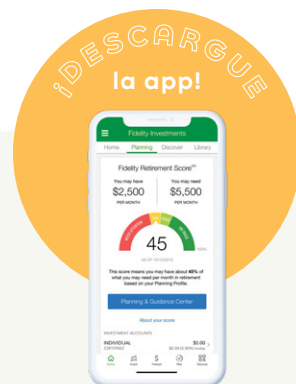 ¡DESCARGUE
la app!
Fidelity Investments
Home Planning Discover Library
Fidelity Retirement Score℠
You may have You may need
$2,500 $5,500
PER MONTH PER MONTH
45
This score means you may have about 45% of
what you may need per month in retirement
based on your Planning Profile.
Planning & Guidance Center
About your score
INVESTMENT ACCOUNTS
INDIVIDUAL $0.00
Home